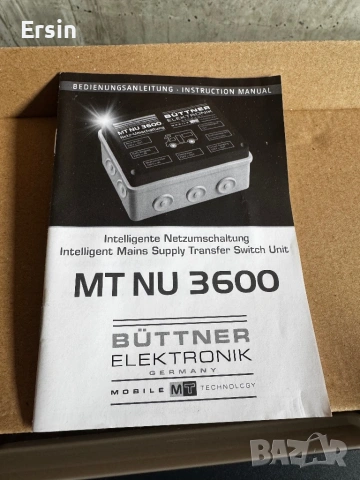 Ersin
BEDIENUNGSANLEITUNG · INSTRUCTION MANUAL
MT NU 3600
Netzumschaltung
BÜTTNER
ELEKTRONIK
Intelligente Netzumschaltung
Intelligent Mains Supply Transfer Switch Unit
MT NU 3600
BÜTTNER
ELEKTRONIK
GERMANY
MOBILE MT TECHNOLOGY
BAZAR